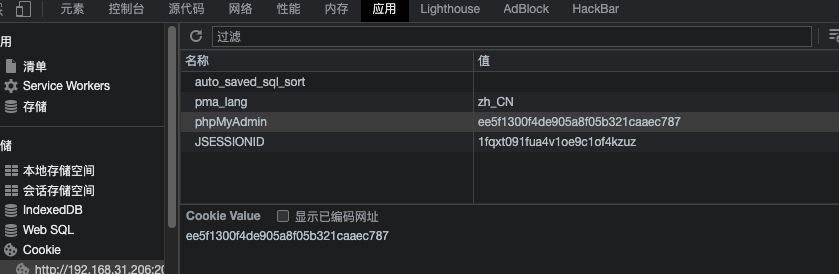 元素 控制台 源代码 网络 性能 内存 应用 Lighthouse AdBlock HackBar
用
过滤
清单
Service Workers
存储
名称 值
auto_saved_sql_sort
pma_lang zh_CN
phpMyAdmin ee5f1300f4de905a8f05b321caaec787
JSESSIONID 1fqxt091fua4v1oe9c1of4kzuz
储
本地存储空间
会话存储空间
IndexedDB
Web SQL
Cookie
http://192.168.31.206:20
Cookie Value 显示已编码网址
ee5f1300f4de905a8f05b321caaec787